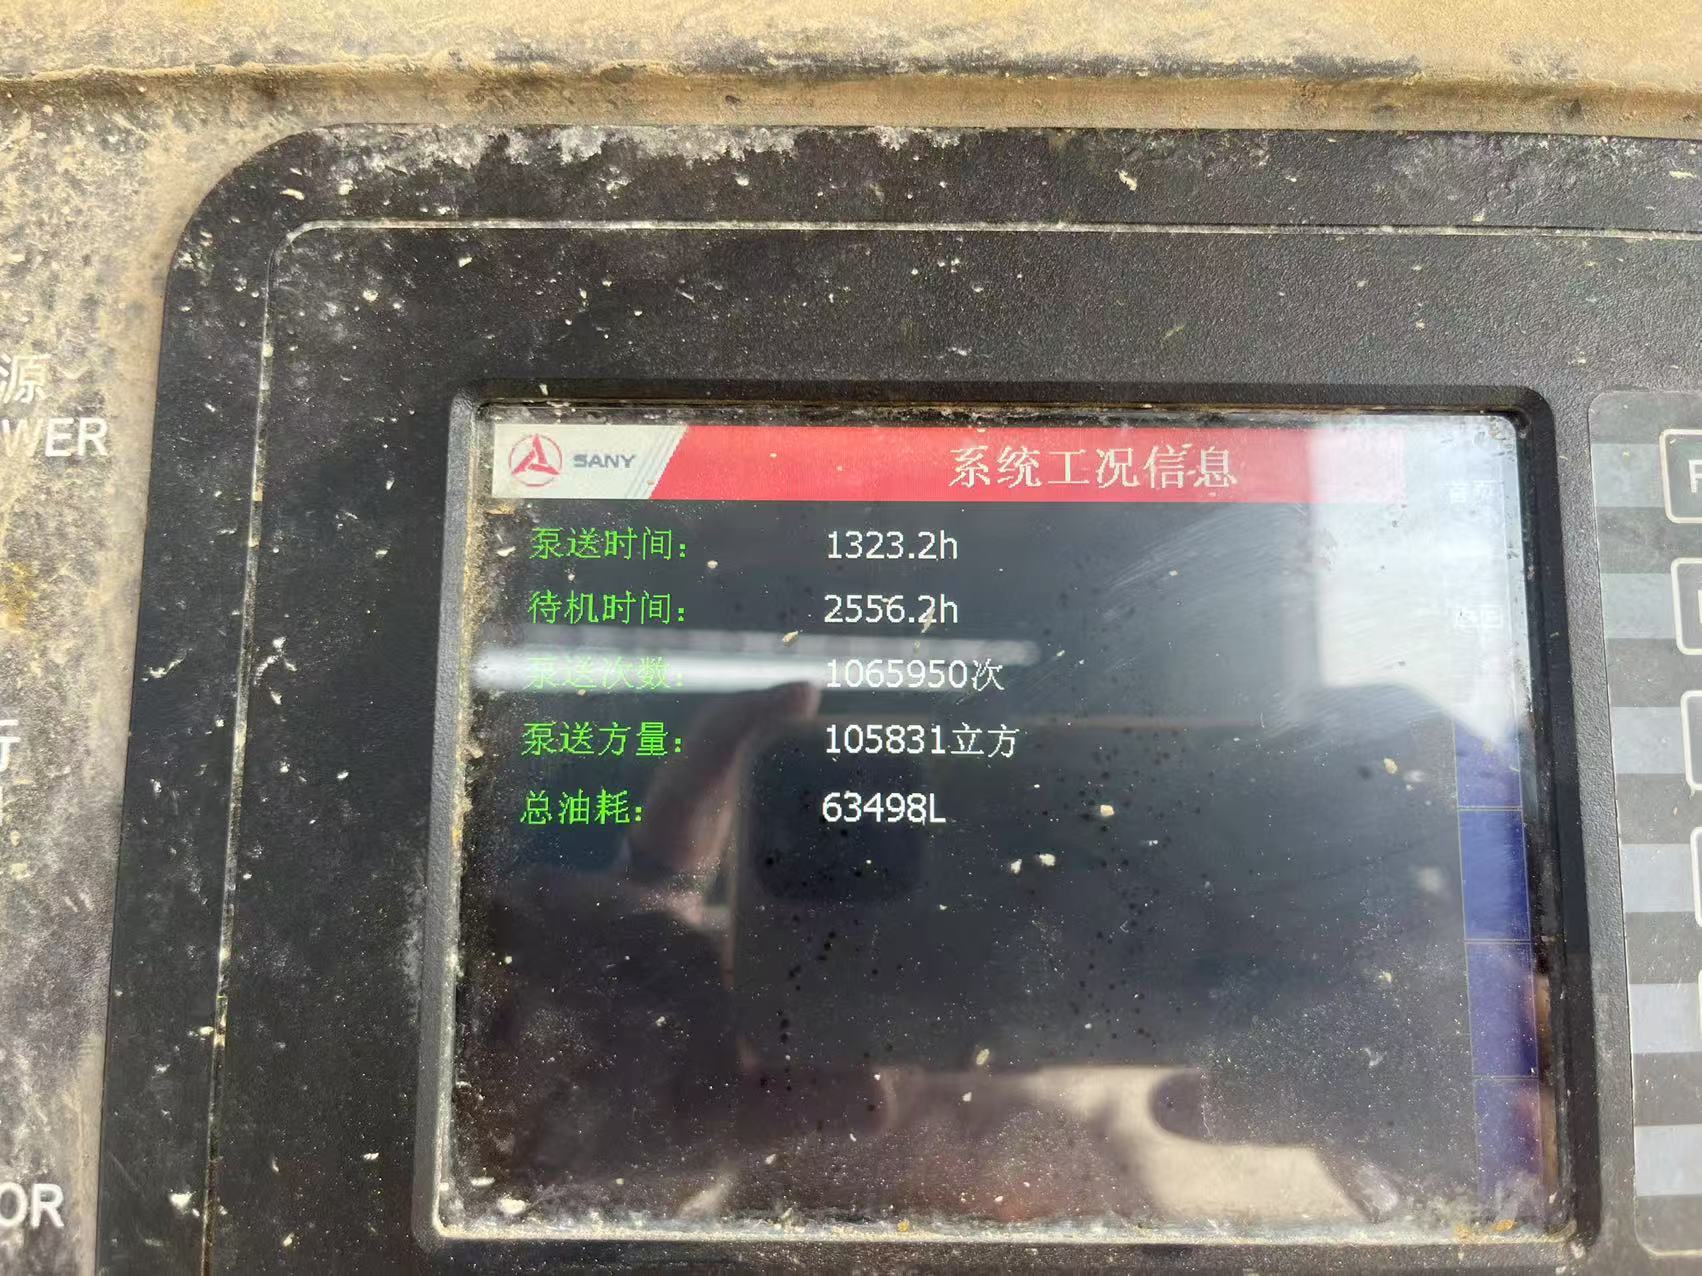 源
WER
SANY
系统工况信息
泵送时间: 1323.2h
待机时间: 2556.2h
泵送次数: 1065950次
泵送方量: 105831立方
总油耗: 63498L
行
OR